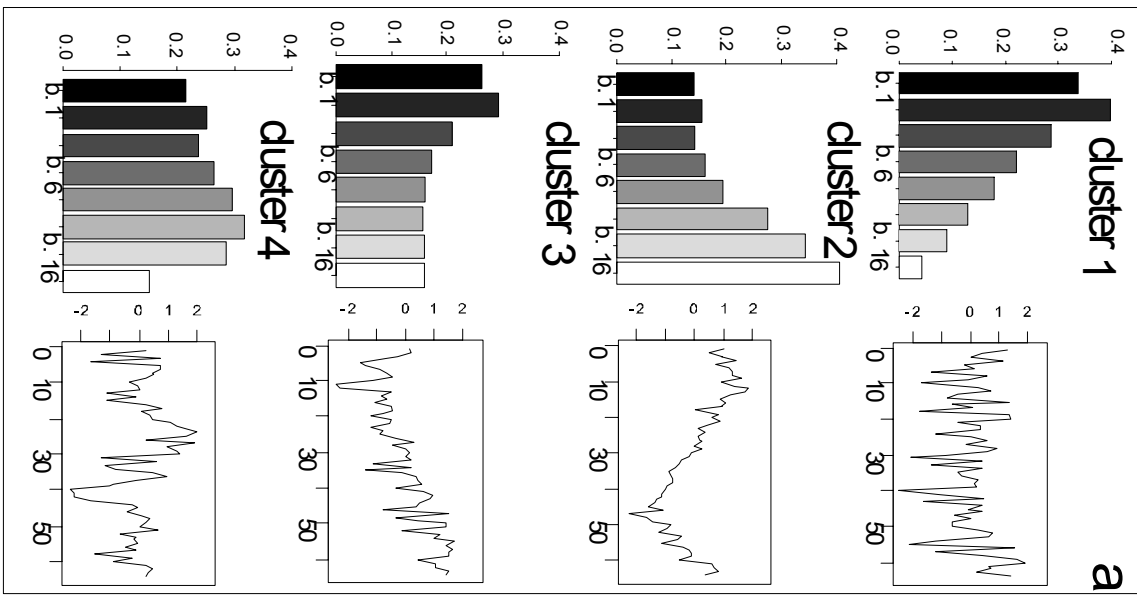 a
cluster 1
0.0 0.1 0.2 0.3 0.4
b. 1 b. 6 b. 16
-2 0 1 2
0 10 30 50
cluster2
0.0 0.1 0.2 0.3 0.4
b. 1 b. 6 b. 16
-2 0 1 2
0 10 30 50
cluster 3
0.0 0.1 0.2 0.3 0.4
b. 1 b. 6 b. 16
-2 0 1 2
0 10 30 50
cluster 4
0.0 0.1 0.2 0.3 0.4
b. 1 b. 6 b. 16
-2 0 1 2
0 10 30 50